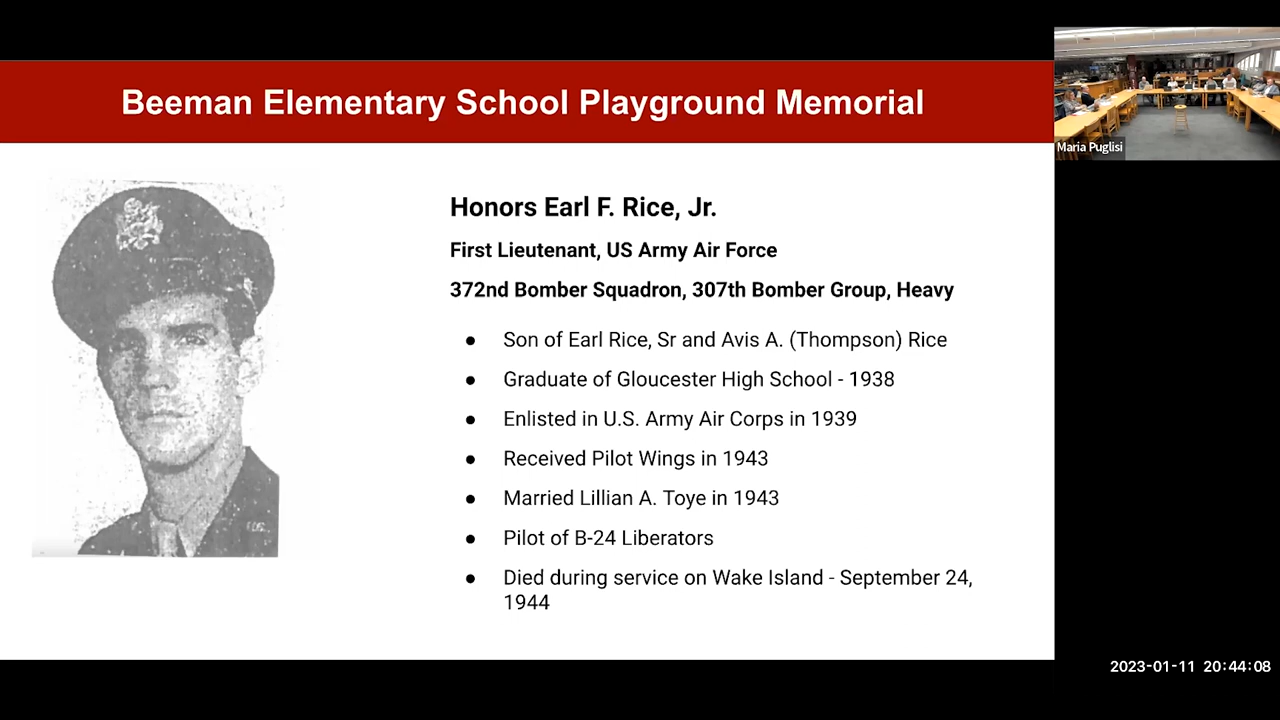 Beeman Elementary School Playground Memorial
Maria Puglisi
Honors Earl F. Rice, Jr.
First Lieutenant, US Army Air Force
372nd Bomber Squadron, 307th Bomber Group, Heavy
● Son of Earl Rice, Sr and Avis A. (Thompson) Rice
● Graduate of Gloucester High School - 1938
● Enlisted in U.S. Army Air Corps in 1939
● Received Pilot Wings in 1943
● Married Lillian A. Toye in 1943
● Pilot of B-24 Liberators
● Died during service on Wake Island - September 24,
1944
2023-01-11 20:44:08